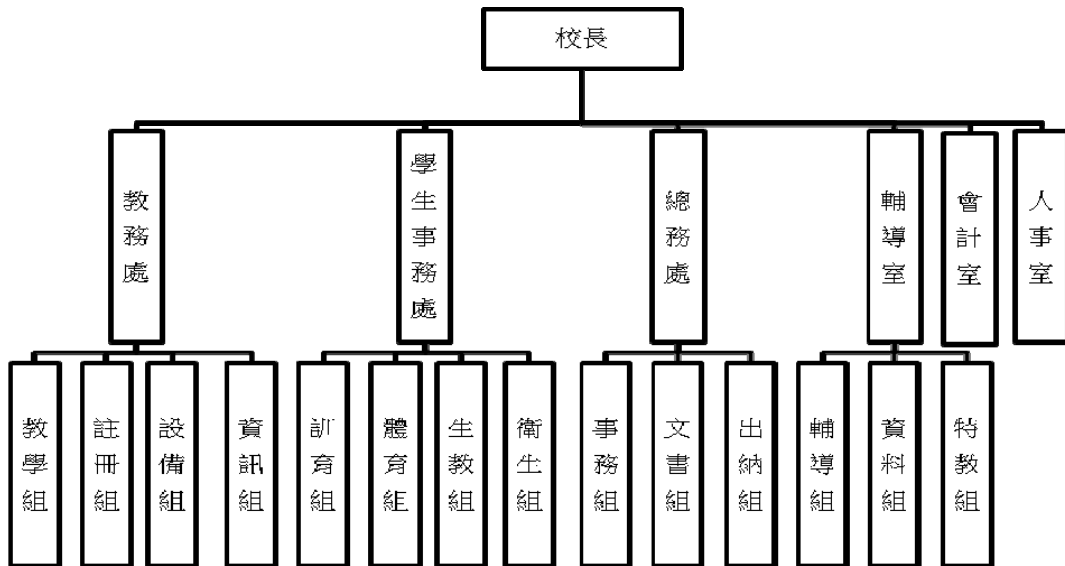 校長
教務處
學生事務處
總務處
輔導室
會計室
人事室
教學組
註冊組
設備組
資訊組
訓育組
體育組
生教組
衛生組
事務組
文書組
出納組
輔導組
資料組
特教組